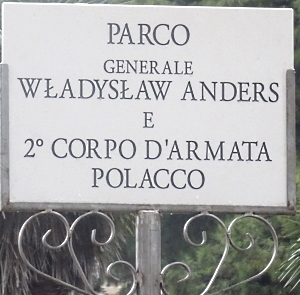 PARCO
GENERALE
WŁADYSŁAW ANDERS
E
2° CORPO D'ARMATA
POLACCO